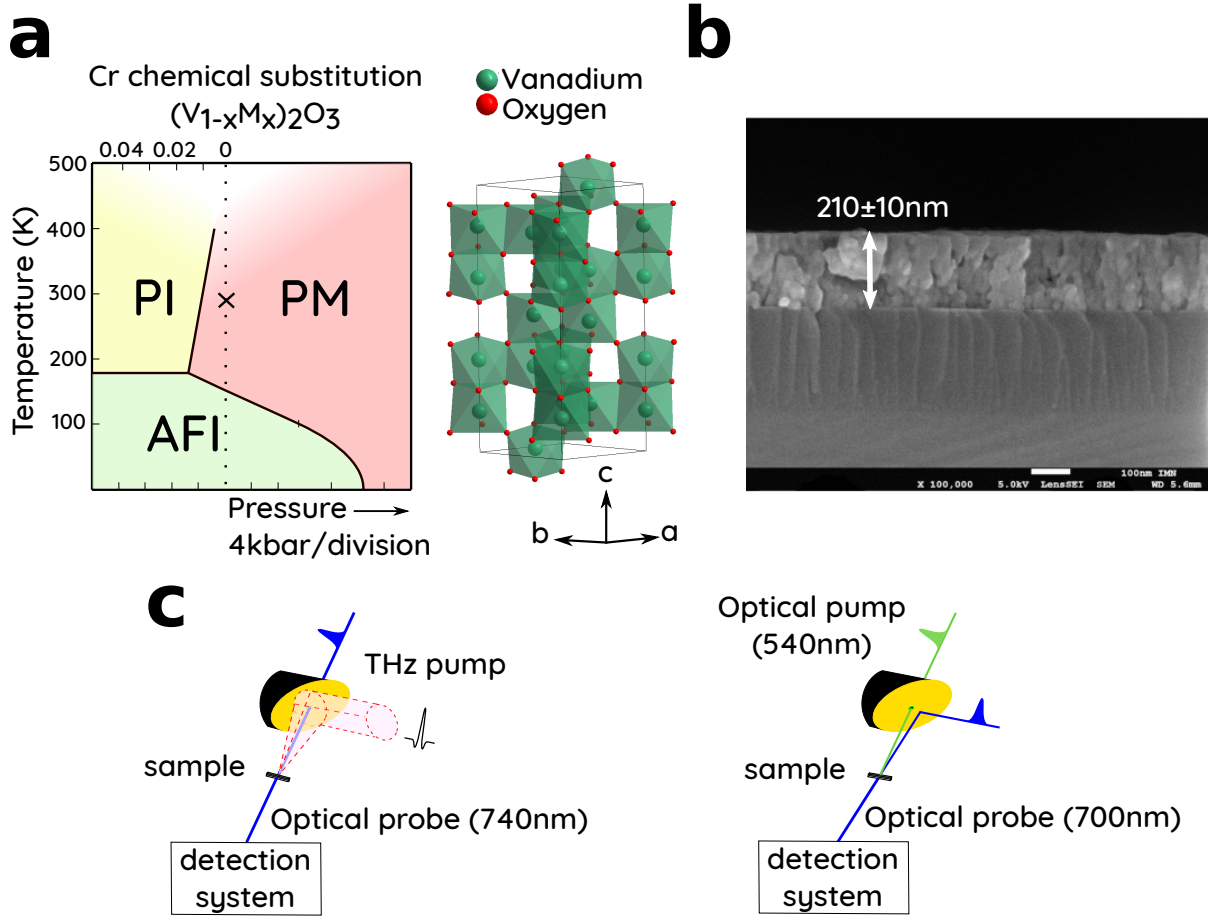 a
Cr chemical substitution
(V1-xMx)2O3
0.04 0.02 0
500
400
300
200
100
Temperature (K)
PI
PM
AFI
Pressure
4kbar/division
Vanadium
Oxygen
c
b
a
b
210±10nm
100nm IMN
X 100,000 5.0kV LensSEI SEM WD 5.6mm
c
THz pump
sample
Optical probe (740nm)
detection
system
Optical pump
(540nm)
sample
Optical probe (700nm)
detection
system